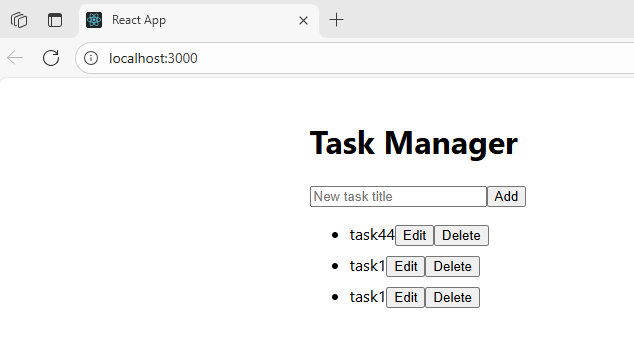 React App
localhost:3000
Task Manager
New task title Add
task44 Edit Delete
task1 Edit Delete
task1 Edit Delete